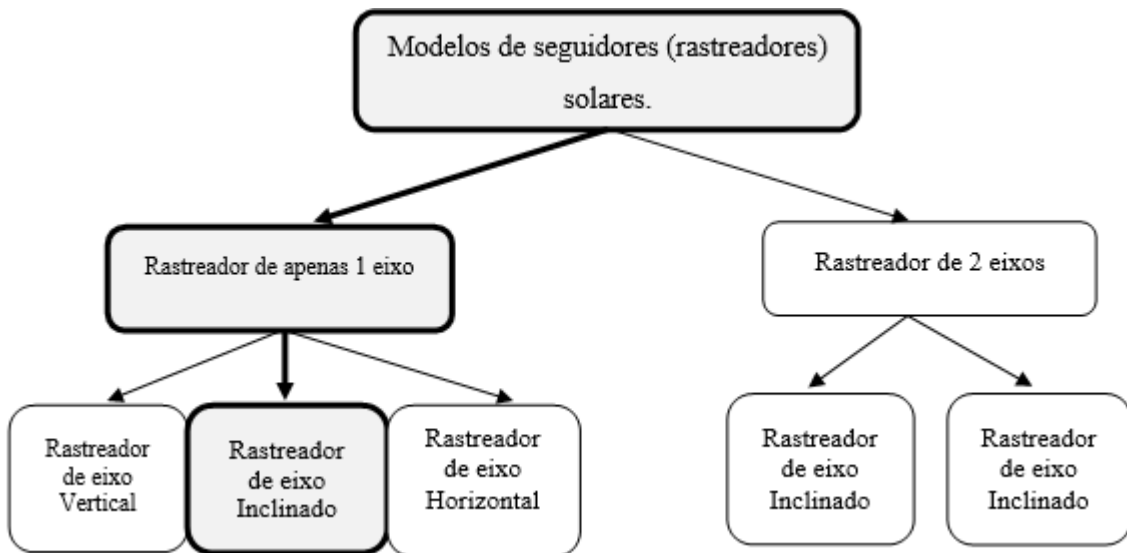 Modelos de seguidores (rastreadores)
solares.
Rastreador de apenas 1 eixo
Rastreador de 2 eixos
Rastreador
de eixo
Vertical
Rastreador
de eixo
Inclinado
Rastreador
de eixo
Horizontal
Rastreador
de eixo
Inclinado
Rastreador
de eixo
Inclinado